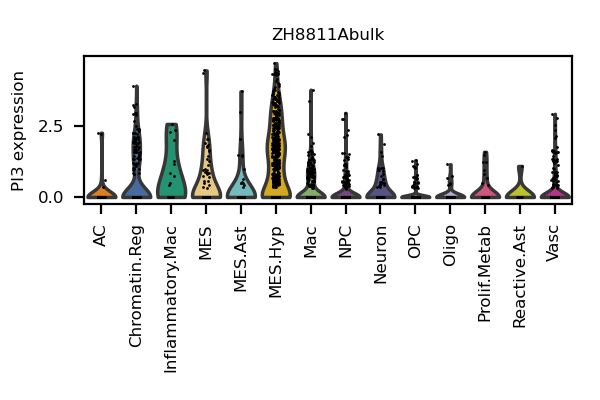 ZH8811Abulk
PI3 expression
2.5
0.0
AC
Chromatin.Reg
Inflammatory.Mac
MES
MES.Ast
MES.Hyp
Mac
NPC
Neuron
OPC
Oligo
Prolif.Metab
Reactive.Ast
Vasc